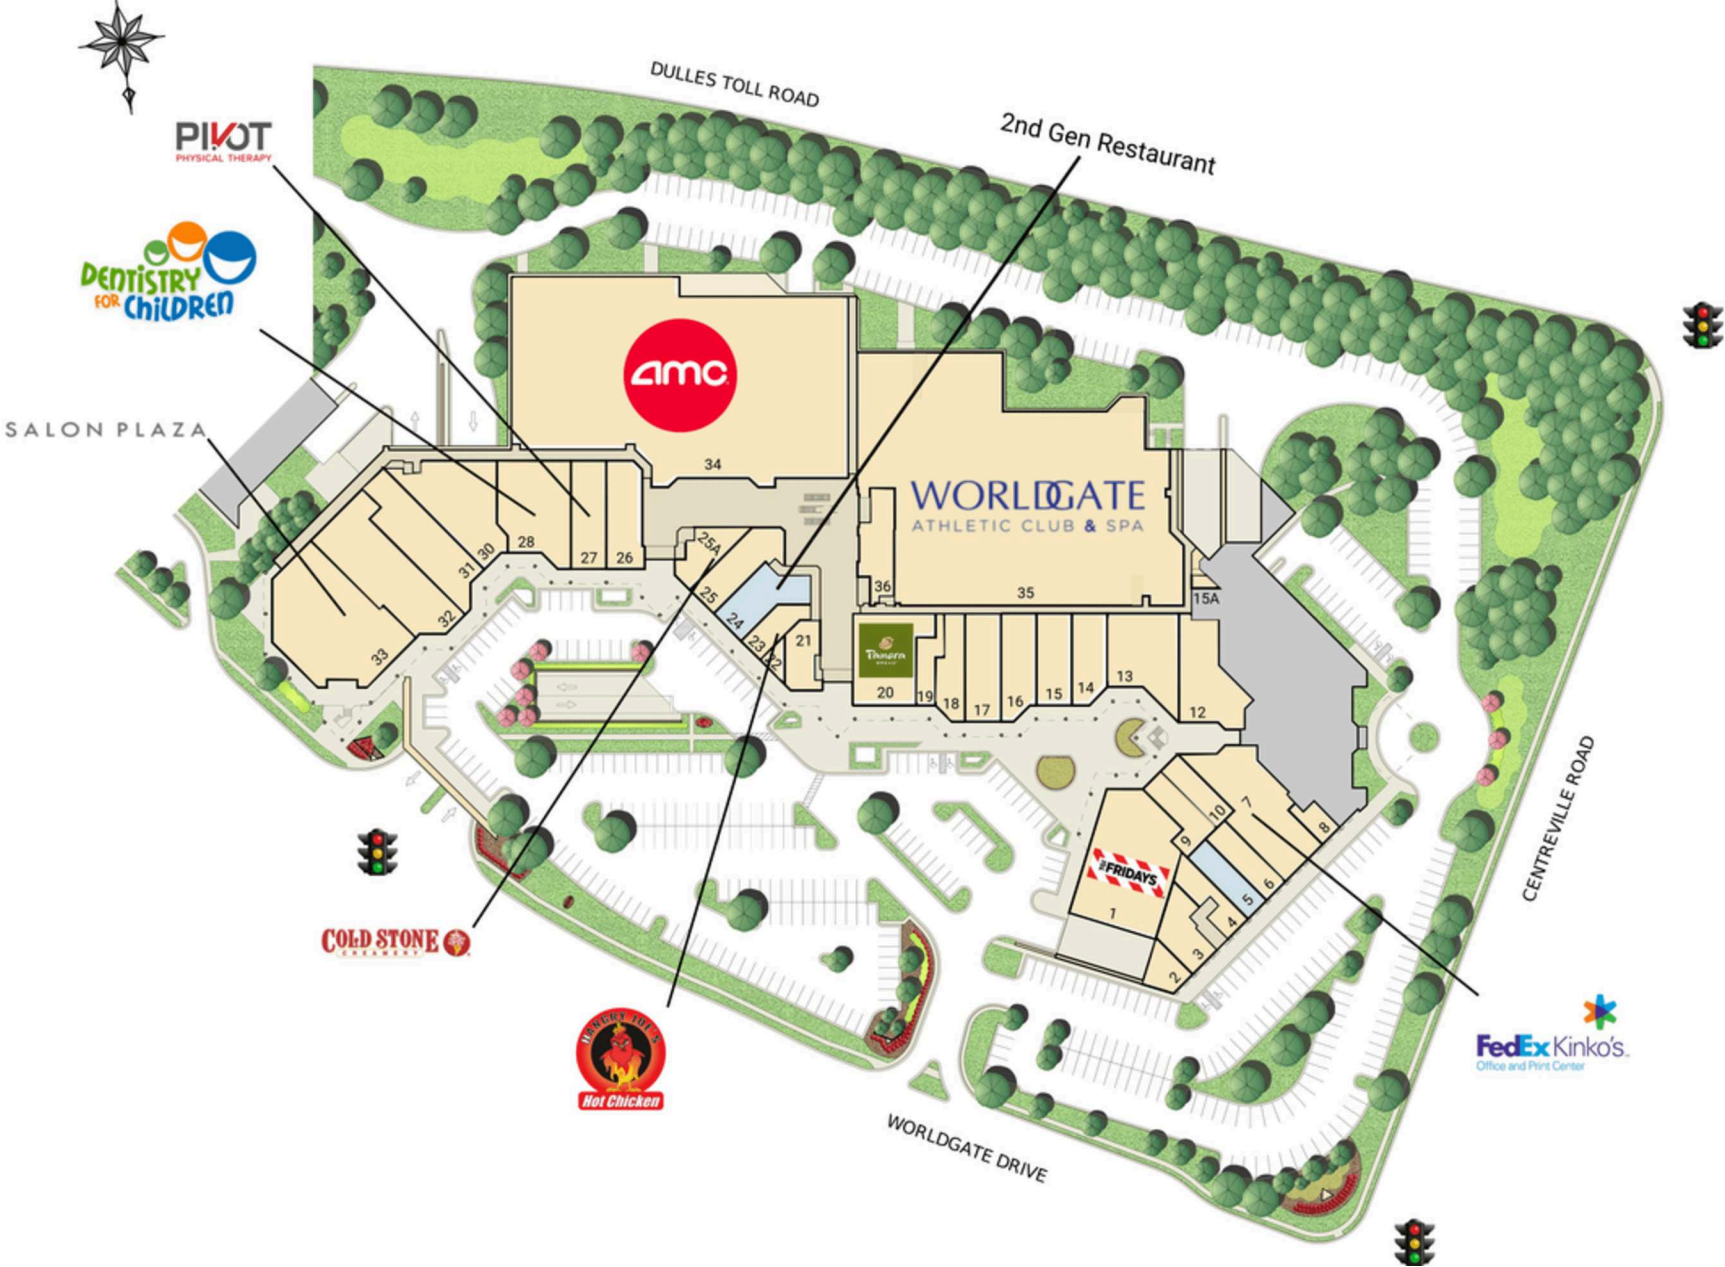 DULLES TOLL ROAD
2nd Gen Restaurant
PIVOT
PHYSICAL THERAPY
DENTiSTRY
FOR CHiLDREN
SALON PLAZA
amc
34
WORLDGATE
ATHLETIC CLUB & SPA
35
36
15A
25A
25
24
23
22
21
26
27
28
30
31
32
33
Panera
BREAD
20
19
18
17
16
15
14
13
12
10
9
8
7
6
5
4
3
2
1
FRIDAYS
COLD STONE
CREAMERY
HANGRY JOE'S
Hot Chicken
FedEx Kinko's
Office and Print Center
CENTREVILLE ROAD
WORLDGATE DRIVE